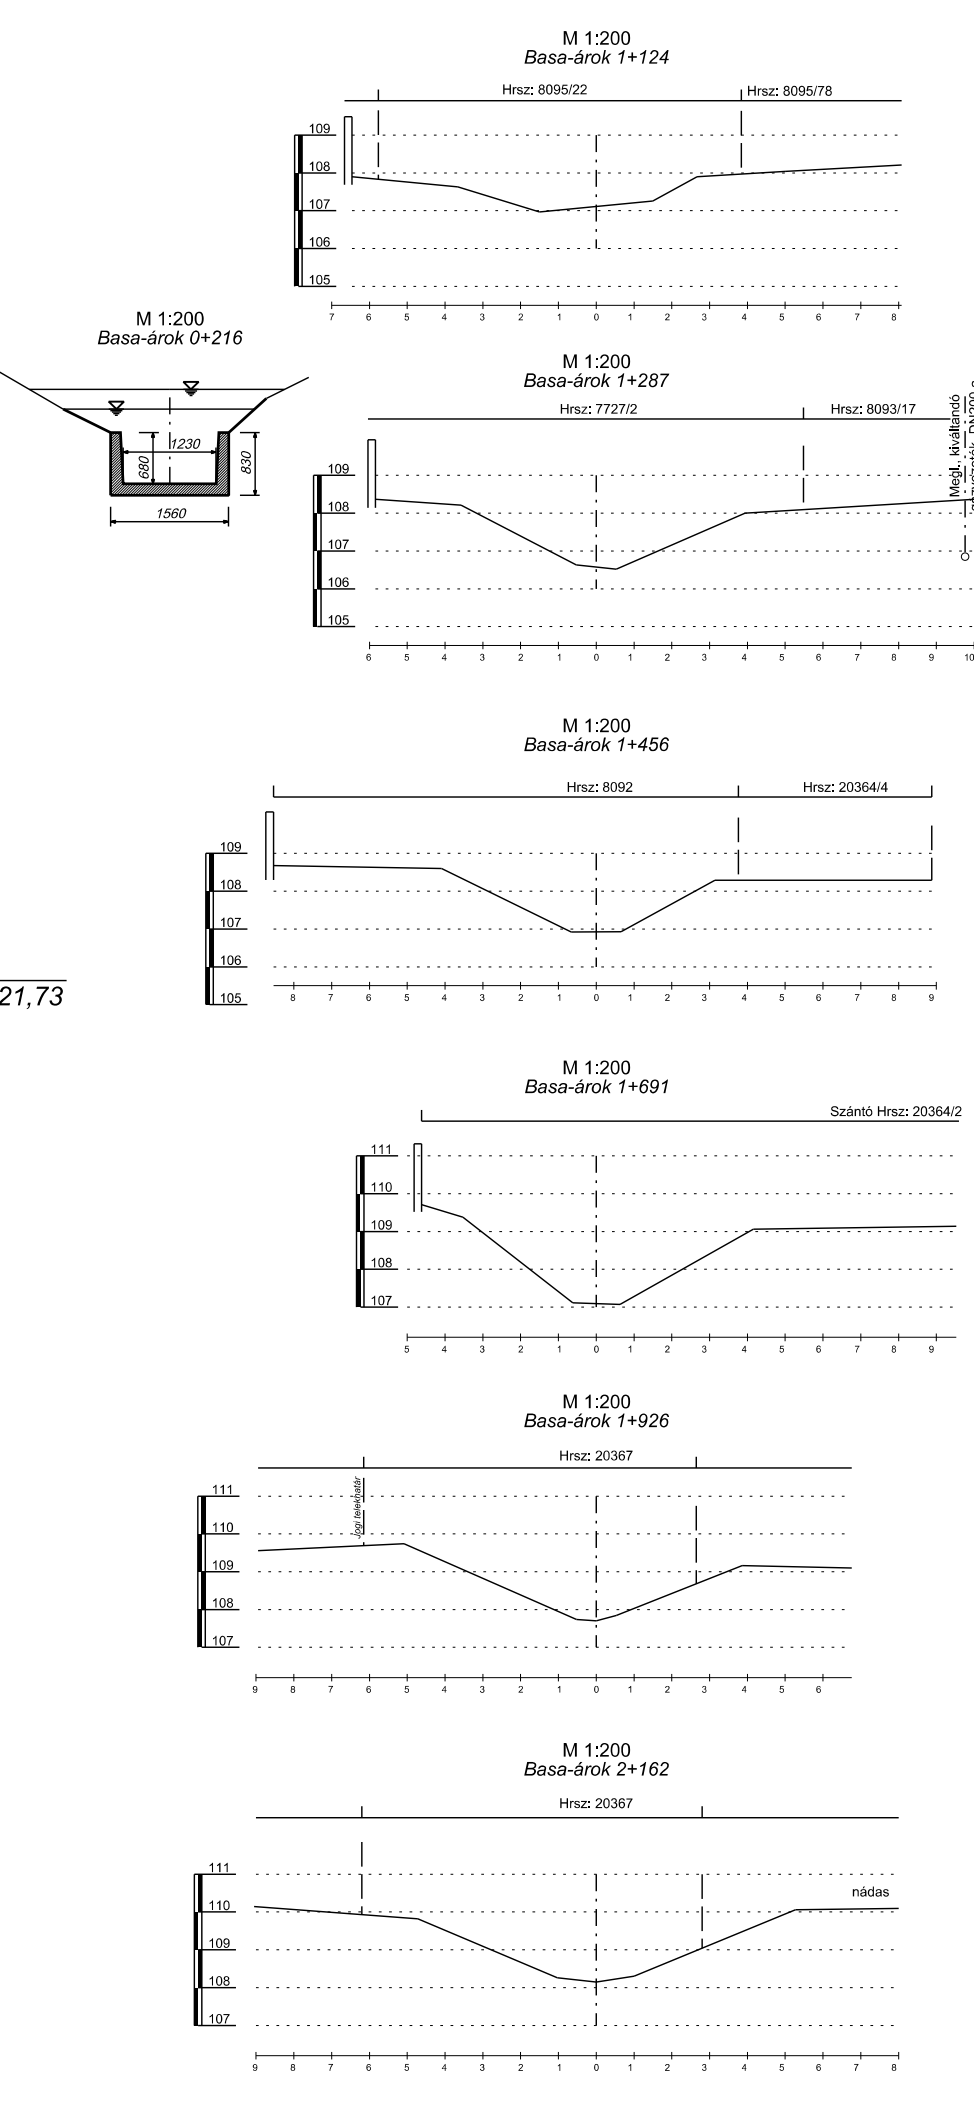 M 1:200
Basa-árok 1+124
Hrsz: 8095/22
Hrsz: 8095/78
109
108
107
106
105
7 6 5 4 3 2 1 0 1 2 3 4 5 6 7 8
M 1:200
Basa-árok 0+216
1230
680
830
1560
M 1:200
Basa-árok 1+287
Hrsz: 7727/2
Hrsz: 8093/17
Megl., kiváltandó
DN200
109
108
107
106
105
6 5 4 3 2 1 0 1 2 3 4 5 6 7 8 9 10
M 1:200
Basa-árok 1+456
Hrsz: 8092
Hrsz: 20364/4
109
108
107
106
105
8 7 6 5 4 3 2 1 0 1 2 3 4 5 6 7 8 9
21,73
M 1:200
Basa-árok 1+691
Szántó Hrsz: 20364/2
111
110
109
108
107
5 4 3 2 1 0 1 2 3 4 5 6 7 8 9
M 1:200
Basa-árok 1+926
Hrsz: 20367
Jogi telekhatár
111
110
109
108
107
9 8 7 6 5 4 3 2 1 0 1 2 3 4 5 6
M 1:200
Basa-árok 2+162
Hrsz: 20367
nádas
111
110
109
108
107
9 8 7 6 5 4 3 2 1 0 1 2 3 4 5 6 7 8